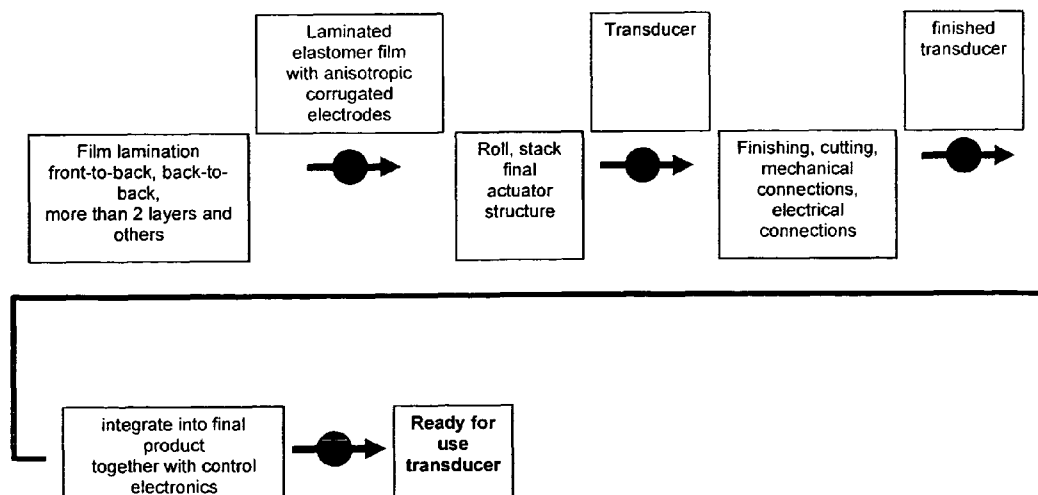 Laminated
elastomer film
with anisotropic
corrugated
electrodes
Transducer
finished
transducer
Film lamination
front-to-back, back-to-
back,
more than 2 layers and
others
Roll, stack
final
actuator
structure
Finishing, cutting,
mechanical
connections,
electrical
connections
integrate into final
product
together with control
electronics
Ready for
use
transducer